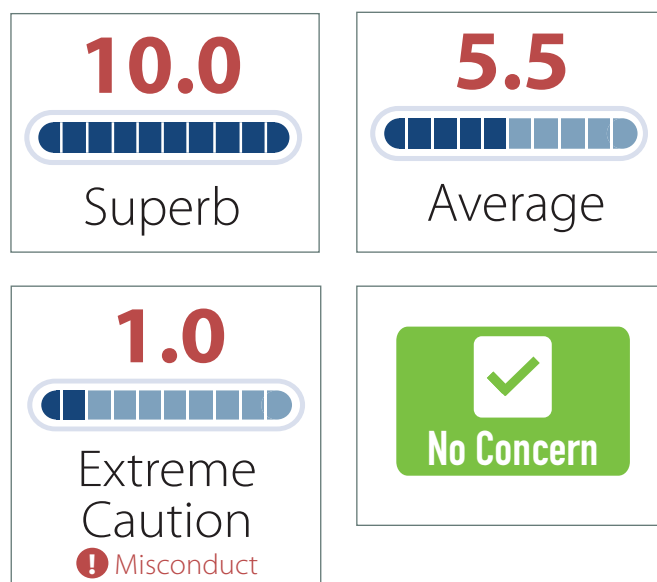 10.0
Superb
5.5
Average
1.0
Extreme
Caution
! Misconduct
No Concern